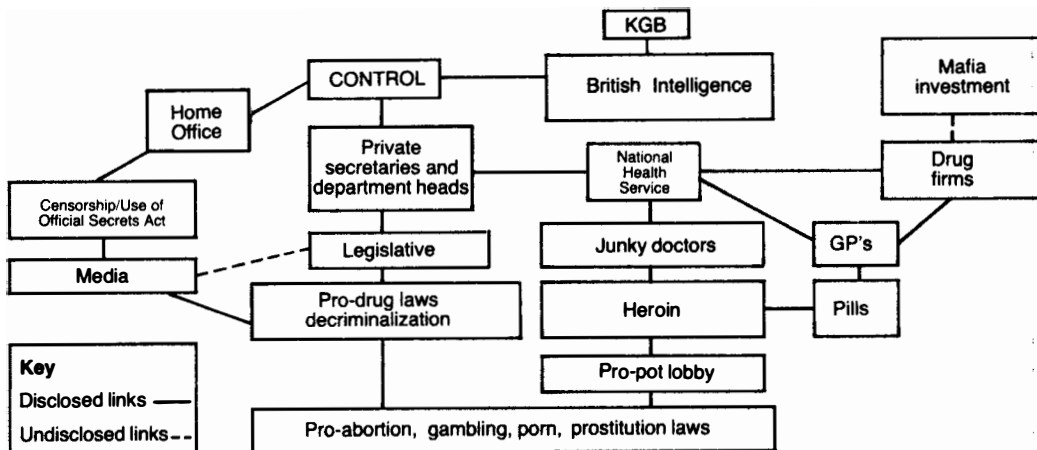 KGB
CONTROL
British Intelligence
Mafia
investment
Home
Office
Private
secretaries and
department heads
National
Health
Service
Drug
firms
Censorship/Use of
Official Secrets Act
Legislative
Junky doctors
GP's
Media
Pro-drug laws
decriminalization
Heroin
Pills
Key
Disclosed links
Undisclosed links
Pro-pot lobby
Pro-abortion, gambling, porn, prostitution laws